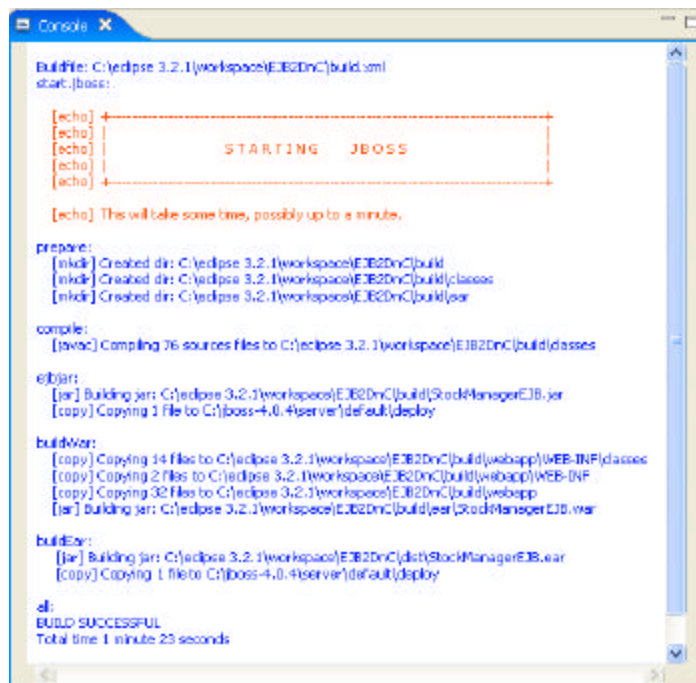 Console
Buildfile: C:\eclipse 3.2.1\workspace\EJB2DnC\build.xml
start.jboss:
[echo] +------------------------------------------------------+
[echo] |                                                      |
[echo] |            STARTING   JBOSS            |
[echo] |                                                      |
[echo] +------------------------------------------------------+
[echo] This will take some time, possibly up to a minute.
prepare:
[mkdir] Created dir: C:\eclipse 3.2.1\workspace\EJB2DnC\build
[mkdir] Created dir: C:\eclipse 3.2.1\workspace\EJB2DnC\build\classes
[mkdir] Created dir: C:\eclipse 3.2.1\workspace\EJB2DnC\build\ear
compile:
[javac] Compiling 76 sources files to C:\eclipse 3.2.1\workspace\EJB2DnC\build\classes
ejbjar:
[jar] Building jar: C:\eclipse 3.2.1\workspace\EJB2DnC\build\StockManagerEJB.jar
[copy] Copying 1 file to C:\jboss-4.0.4\server\default\deploy
buildWar:
[copy] Copying 14 files to C:\eclipse 3.2.1\workspace\EJB2DnC\build\webapp\WEB-INF\classes
[copy] Copying 2 files to C:\eclipse 3.2.1\workspace\EJB2DnC\build\webapp\WEB-INF
[copy] Copying 32 files to C:\eclipse 3.2.1\workspace\EJB2DnC\build\webapp
[jar] Building jar: C:\eclipse 3.2.1\workspace\EJB2DnC\build\ear\StockManagerEJB.war
buildEar:
[jar] Building jar: C:\eclipse 3.2.1\workspace\EJB2DnC\dist\StockManagerEJB.ear
[copy] Copying 1 file to C:\jboss-4.0.4\server\default\deploy
all:
BUILD SUCCESSFUL
Total time 1 minute 23 seconds